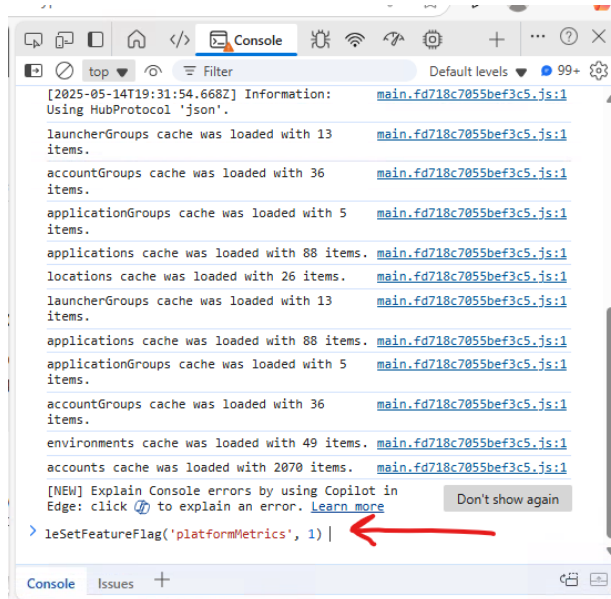 Console
top
Filter
Default levels
99+
[2025-05-14T19:31:54.668Z] Information:
Using HubProtocol 'json'.
main.fd718c7055bef3c5.js:1
launcherGroups cache was loaded with 13
items.
main.fd718c7055bef3c5.js:1
accountGroups cache was loaded with 36
items.
main.fd718c7055bef3c5.js:1
applicationGroups cache was loaded with 5
items.
main.fd718c7055bef3c5.js:1
applications cache was loaded with 88 items.
main.fd718c7055bef3c5.js:1
locations cache was loaded with 26 items.
main.fd718c7055bef3c5.js:1
launcherGroups cache was loaded with 13
items.
main.fd718c7055bef3c5.js:1
applications cache was loaded with 88 items.
main.fd718c7055bef3c5.js:1
applicationGroups cache was loaded with 5
items.
main.fd718c7055bef3c5.js:1
accountGroups cache was loaded with 36
items.
main.fd718c7055bef3c5.js:1
environments cache was loaded with 49 items.
main.fd718c7055bef3c5.js:1
accounts cache was loaded with 2070 items.
main.fd718c7055bef3c5.js:1
[NEW] Explain Console errors by using Copilot in
Edge: click to explain an error. Learn more
Don't show again
> leSetFeatureFlag('platformMetrics', 1)
Console
Issues